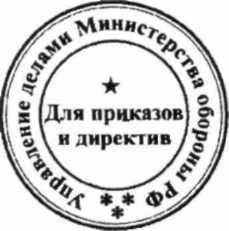 Управление делами Министерства обороны РФ
Для приказов
и директив